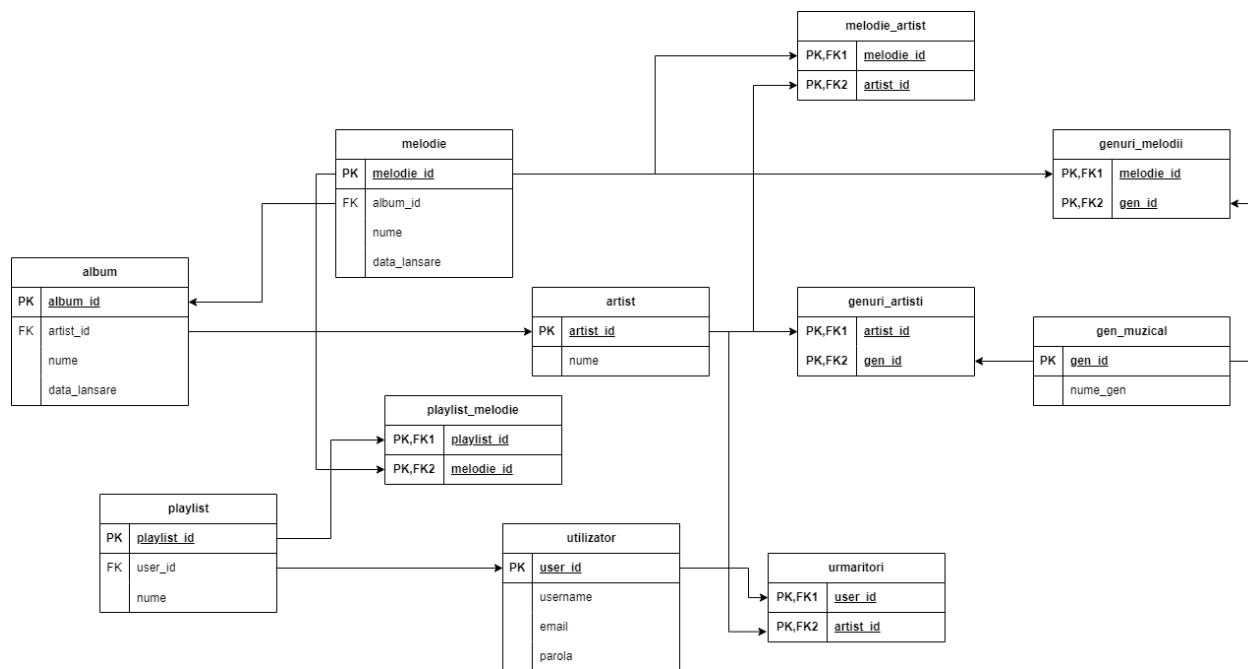 melodie_artist
PK,FK1 melodie_id
PK,FK2 artist_id
melodie
PK melodie_id
FK album_id
nume
data_lansare
genuri_melodii
PK,FK1 melodie_id
PK,FK2 gen_id
album
PK album_id
FK artist_id
nume
data_lansare
artist
PK artist_id
nume
genuri_artisti
PK,FK1 artist_id
PK,FK2 gen_id
gen_muzical
PK gen_id
nume_gen
playlist_melodie
PK,FK1 playlist_id
PK,FK2 melodie_id
playlist
PK playlist_id
FK user_id
nume
utilizator
PK user_id
username
email
parola
urmaritori
PK,FK1 user_id
PK,FK2 artist_id